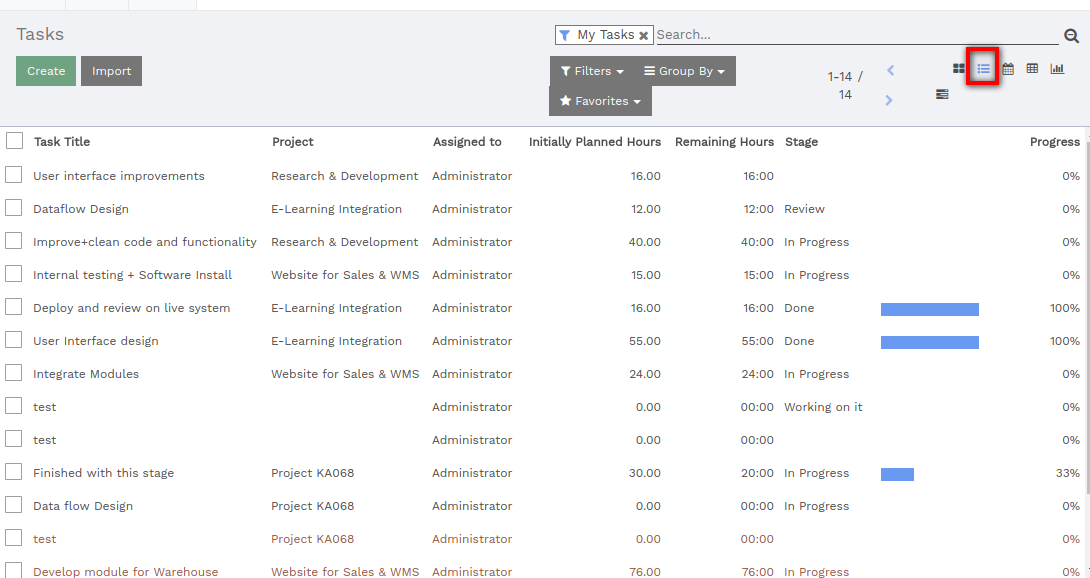 Tasks
My Tasks Search...
Create Import
Filters Group By
Favorites
1-14 /
14
Task Title Project Assigned to Initially Planned Hours Remaining Hours Stage Progress
User interface improvements Research & Development Administrator 16.00 16:00 0%
Dataflow Design E-Learning Integration Administrator 12.00 12:00 Review 0%
Improve+clean code and functionality Research & Development Administrator 40.00 40:00 In Progress 0%
Internal testing + Software Install Website for Sales & WMS Administrator 15.00 15:00 In Progress 0%
Deploy and review on live system E-Learning Integration Administrator 16.00 16:00 Done 100%
User Interface design E-Learning Integration Administrator 55.00 55:00 Done 100%
Integrate Modules Website for Sales & WMS Administrator 24.00 24:00 In Progress 0%
test Administrator 0.00 00:00 Working on it 0%
test Administrator 0.00 00:00 0%
Finished with this stage Project KA068 Administrator 30.00 20:00 In Progress 33%
Data flow Design Project KA068 Administrator 0.00 00:00 In Progress 0%
test Project KA068 Administrator 0.00 00:00 0%
Develop module for Warehouse Website for Sales & WMS Administrator 76.00 76:00 In Progress 0%